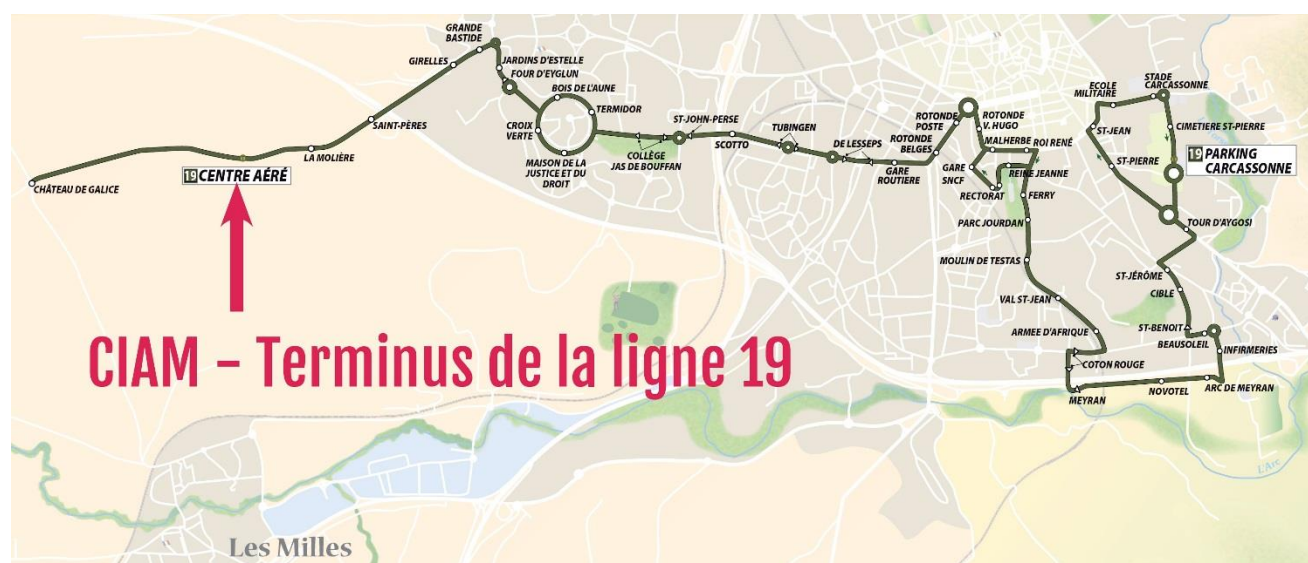 GRANDE
BASTIDE
GIRELLES
JARDINS D'ESTELLE
FOUR D'EYGLUN
BOIS DE L'AUNE
TERMIDOR
CROIX
VERTE
MAISON DE LA
JUSTICE ET DU
DROIT
SAINT-PÈRES
LA MOLIÈRE
19 CENTRE AÉRÉ
CHÂTEAU DE GALICE
COLLÈGE
JAS DE BOUFFAN
ST-JOHN-PERSE
SCOTTO
TUBINGEN
DE LESSEPS
GARE
ROUTIERE
ROTONDE
BELGES
ROTONDE
POSTE
ROTONDE
V. HUGO
MALHERBE
ROI RENÉ
GARE
SNCF
REINE JEANNE
RECTORAT
FERRY
PARC JOURDAN
MOULIN DE TESTAS
VAL ST-JEAN
ARMEE D'AFRIQUE
COTON ROUGE
MEYRAN
NOVOTEL
ARC DE MEYRAN
INFIRMERIES
BEAUSOLEIL
ST-BENOIT
CIBLE
ST-JÉRÔME
TOUR D'AYGOSI
ST-PIERRE
ST-JEAN
ECOLE
MILITAIRE
STADE
CARCASSONNE
CIMETIERE ST-PIERRE
19 PARKING
CARCASSONNE
CIAM – Terminus de la ligne 19
Les Milles
L'Arc